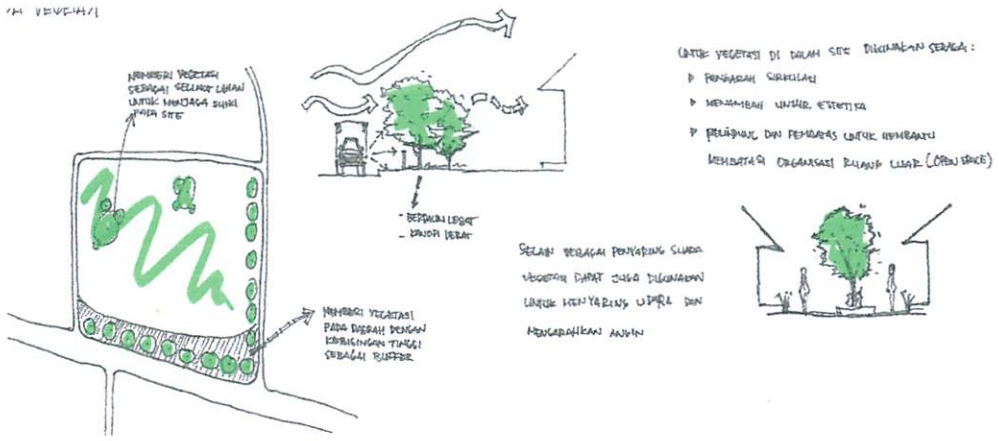 MEMBERI VEGETASI
SEBAGAI SELIMUT LAHAN
UNTUK MENJAGA SUHU
PADA SITE
- BERDAUN LEBAT
- KANOPI LEBAT
MEMBERI VEGETASI
PADA DAERAH DENGAN
KEBISINGAN TINGGI
SEBAGAI BUFFER
UNTUK VEGETASI DI DALAM SITE DIGUNAKAN SEBAGAI :
PENGARAH SIRKULASI
MENAMBAH UNSUR ESTETIKA
PELINDUNG DAN PEMBATAS UNTUK MEMBANTU
MEMBATASI ORGANISASI RUANG LUAR (OPEN SPACE)
SELAIN SEBAGAI PENYARING SUARA
VEGETASI DAPAT JUGA DIGUNAKAN
UNTUK MENYARING UDARA DAN
MENGARAHKAN ANGIN